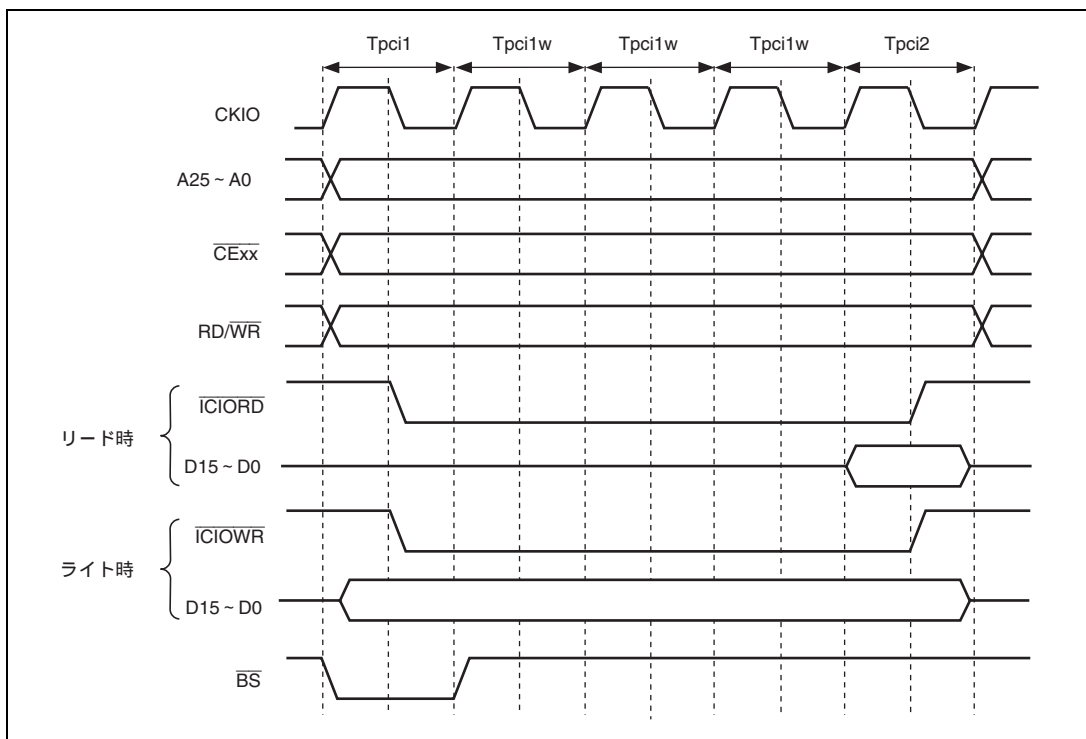 Tpci1 Tpci1w Tpci1w Tpci1w Tpci2
CKIO
A25 ~ A0
CExx
RD/WR
リード時
ICIORD
D15 ~ D0
ライト時
ICIOWR
D15 ~ D0
BS